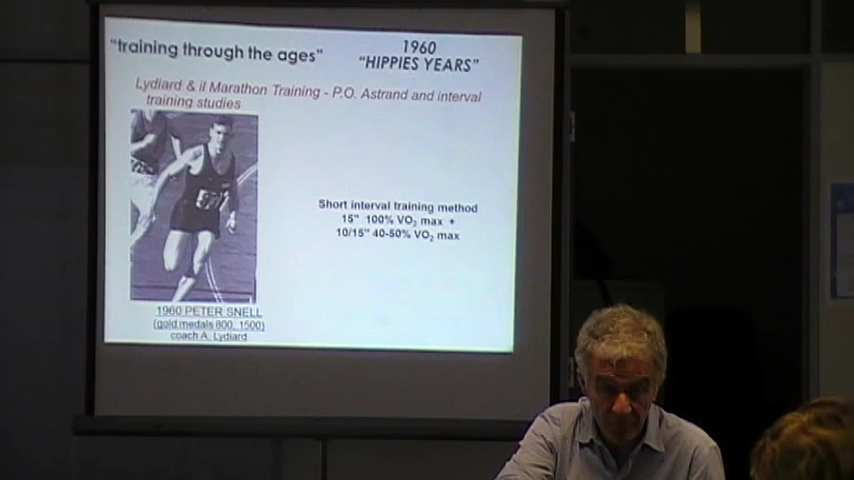 "training through the ages"
1960
"HIPPIES YEARS"
Lydiard & il Marathon Training - P.O. Astrand and interval
training studies
Short interval training method
15" 100% VO2 max +
10/15" 40-50% VO2 max
1960 PETER SNELL
(gold medals 800, 1500)
coach A. Lydiard